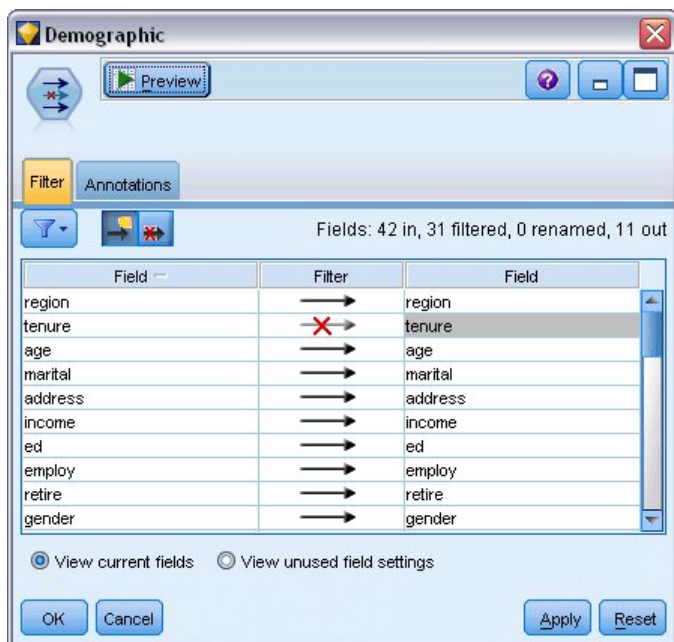 Demographic
Preview
Filter Annotations
Fields: 42 in, 31 filtered, 0 renamed, 11 out
Field Filter Field
region region
tenure tenure
age age
marital marital
address address
income income
ed ed
employ employ
retire retire
gender gender
View current fields View unused field settings
OK Cancel Apply Reset